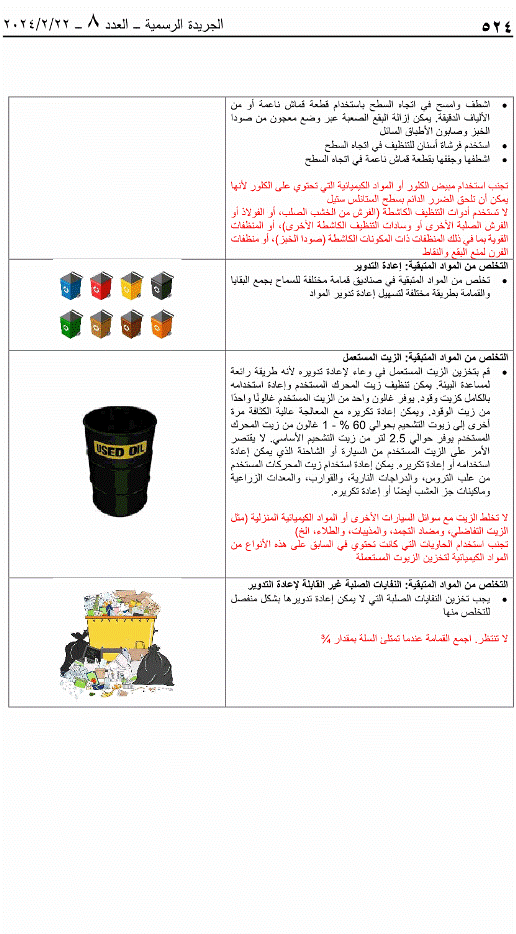 ٥٢٤
الجريدة الرسمية – العدد ٨ – ٢٠٢٤/٢/٢٢
• اشطف وامسح في اتجاه السطح باستخدام قطعة قماش ناعمة أو من
الألياف الدقيقة. يمكن إزالة البقع الصعبة عبر وضع معجون من صودا
الخبز وصابون الأطباق السائل
• استخدم فرشاة أسنان للتنظيف في اتجاه السطح
• اشطفها وجففها بقطعة قماش ناعمة في اتجاه السطح
تجنب استخدام مبيض الكلور أو المواد الكيميائية التي تحتوي على الكلور لأنها
يمكن أن تلحق الضرر الدائم بسطح الستانلس ستيل
لا تستخدم أدوات التنظيف الكاشطة (الفرش من الخشب الصلب، أو الفولاذ أو
الفرش الصلبة الأخرى أو وسادات التنظيف الكاشطة الأخرى)، أو المنظفات
القوية بما في ذلك المنظفات ذات المكونات الكاشطة (صودا الخبز)، أو منظفات
الفرن لمنع البقع والنقاط
التخلص من المواد المتبقية: إعادة التدوير
• تخلص من المواد المتبقية في صناديق قمامة مختلفة للسماح بجمع البقايا
والقمامة بطريقة مختلفة لتسهيل إعادة تدوير المواد
التخلص من المواد المتبقية: الزيت المستعمل
• قم بتخزين الزيت المستعمل في وعاء لإعادة تدويره لأنه طريقة رائعة
لمساعدة البيئة. يمكن تنظيف زيت المحرك المستخدم وإعادة استخدامه
بالكامل كزيت وقود. يوفر غالون واحد من الزيت المستخدم غالونًا واحدًا
من زيت الوقود. ويمكن إعادة تكريره مع المعالجة عالية الكثافة مرة
أخرى إلى زيوت التشحيم بحوالي 60 % - 1 غالون من زيت المحرك
المستخدم يوفر حوالي 2.5 لتر من زيت التشحيم الأساسي. لا يقتصر
الأمر على الزيت المستخدم من السيارة أو الشاحنة الذي يمكن إعادة
استخدامه أو إعادة تكريره. يمكن إعادة استخدام زيت المحركات المستخدم
من علب التروس، والدراجات النارية، والقوارب، والمعدات الزراعية
وماكينات جز العشب أيضًا أو إعادة تكريره.
لا تخلط الزيت مع سوائل السيارات الأخرى أو المواد الكيميائية المنزلية (مثل
الزيت التفاضلي، ومضاد التجمد، والمذيبات، والطلاء، الخ)
تجنب استخدام الحاويات التي كانت تحتوي في السابق على هذه الأنواع من
المواد الكيميائية لتخزين الزيوت المستعملة
USED OIL
التخلص من المواد المتبقية: النفايات الصلبة غير القابلة لإعادة التدوير
• يجب تخزين النفايات الصلبة التي لا يمكن إعادة تدويرها بشكل منفصل
للتخلص منها
لا تنتظر. اجمع القمامة عندما تمتلئ السلة بمقدار ¾